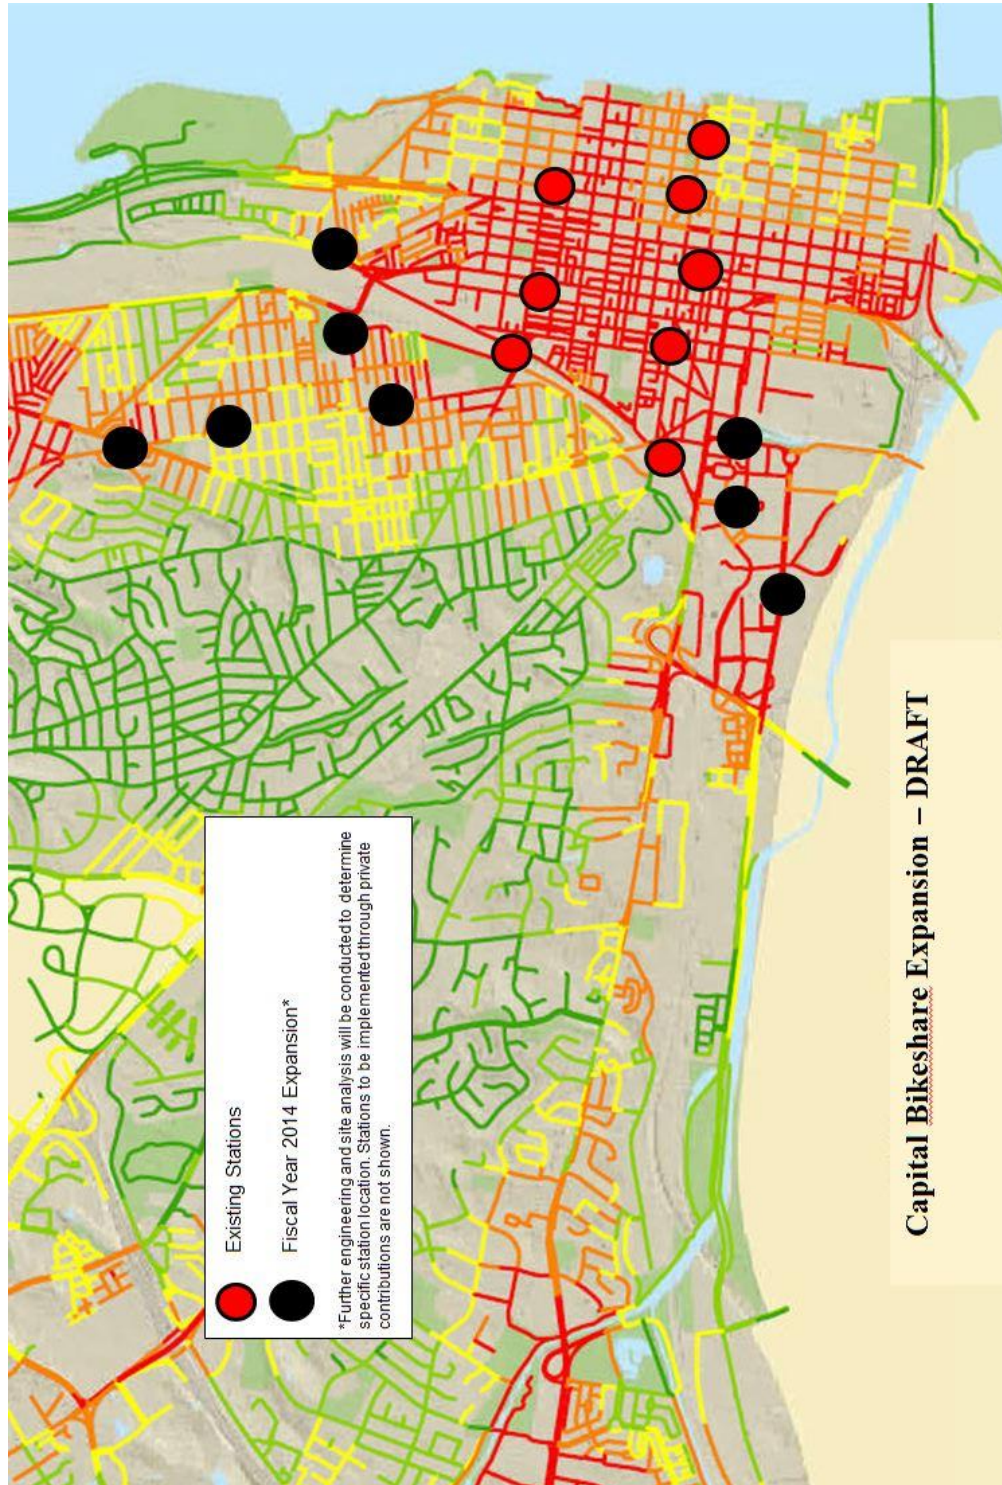 Existing Stations
Fiscal Year 2014 Expansion*
*Further engineering and site analysis will be conducted to determine
specific station location. Stations to be implemented through private
contributions are not shown.
Capital Bikeshare Expansion – DRAFT